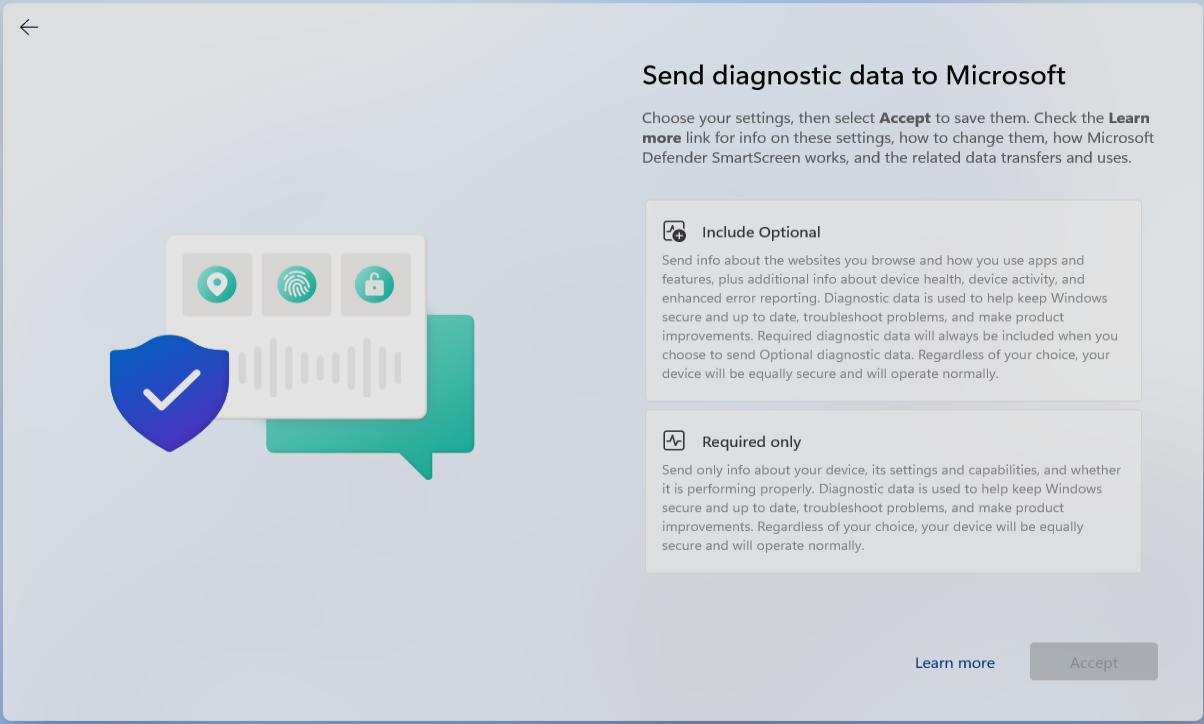 Send diagnostic data to Microsoft
Choose your settings, then select Accept to save them. Check the Learn
more link for info on these settings, how to change them, how Microsoft
Defender SmartScreen works, and the related data transfers and uses.
Include Optional
Send info about the websites you browse and how you use apps and
features, plus additional info about device health, device activity, and
enhanced error reporting. Diagnostic data is used to help keep Windows
secure and up to date, troubleshoot problems, and make product
improvements. Required diagnostic data will always be included when you
choose to send Optional diagnostic data. Regardless of your choice, your
device will be equally secure and will operate normally.
Required only
Send only info about your device, its settings and capabilities, and whether
it is performing properly. Diagnostic data is used to help keep Windows
secure and up to date, troubleshoot problems, and make product
improvements. Regardless of your choice, your device will be equally
secure and will operate normally.
Learn more
Accept